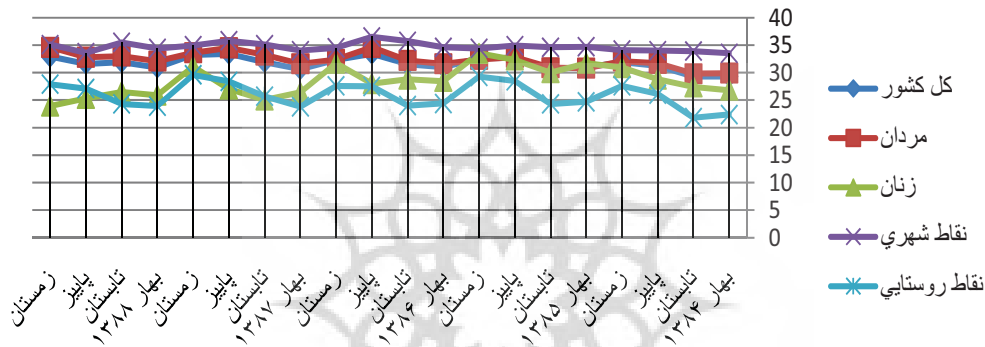 40
35
30
25
20
15
10
5
0
كل كشور
مردان
زنان
نقاط شهري
نقاط روستايي
بهار ۱۳۸۴
تابستان
پاييز
زمستان
بهار ۱۳۸۵
تابستان
پاييز
زمستان
بهار ۱۳۸۶
تابستان
پاييز
زمستان
بهار ۱۳۸۷
تابستان
پاييز
زمستان
بهار ۱۳۸۸
تابستان
پاييز
زمستان